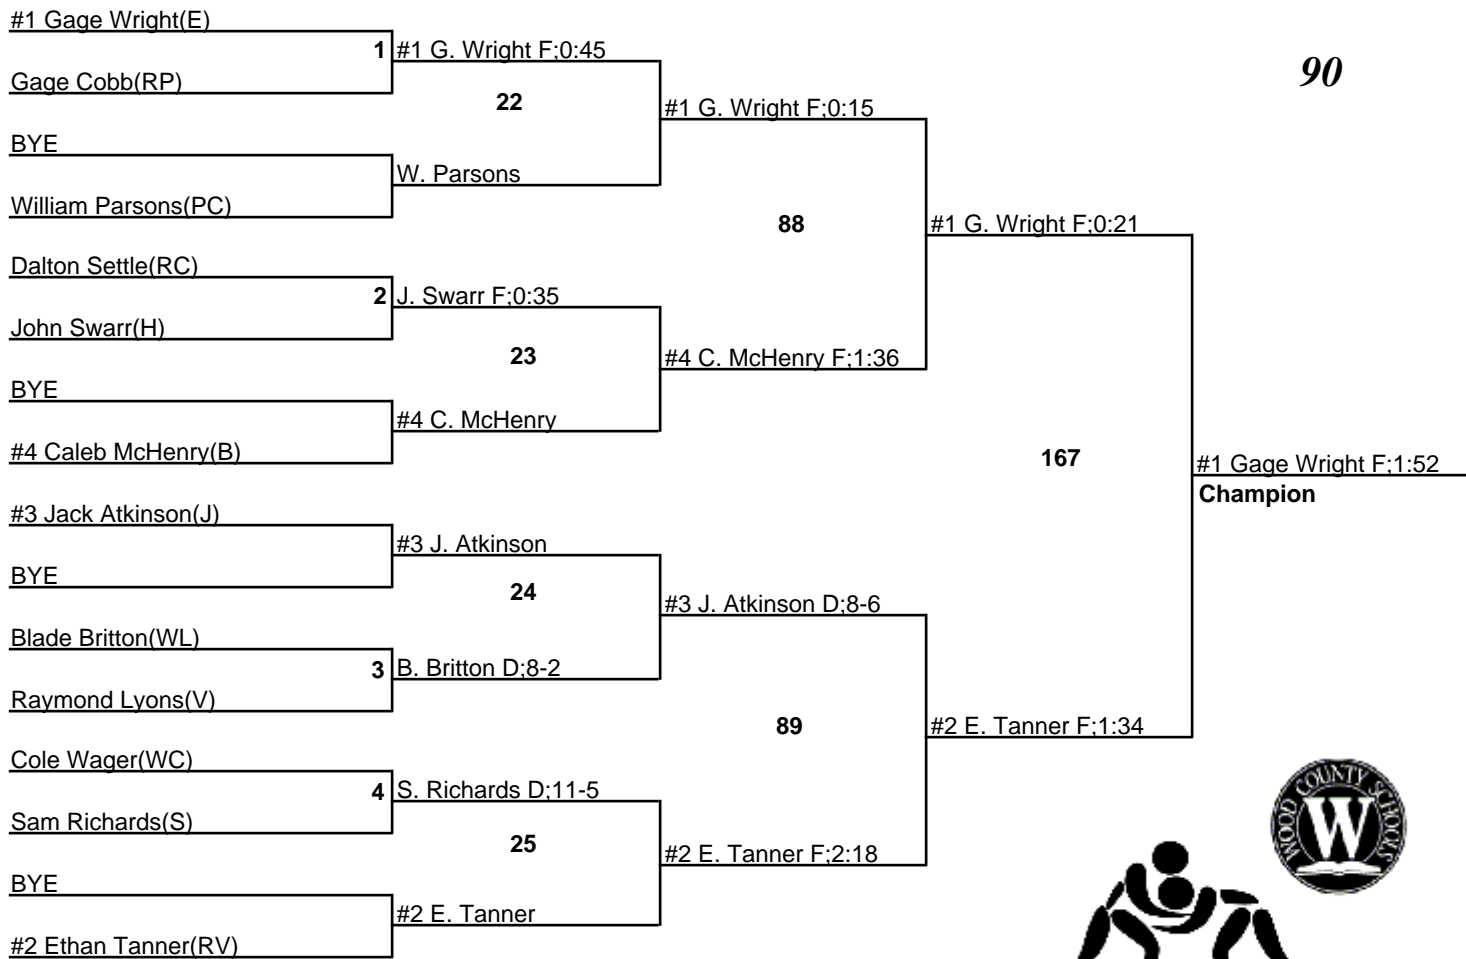 #1 Gage Wright(E)
1 #1 G. Wright F;0:45
90
Gage Cobb(RP)
22
#1 G. Wright F;0:15
BYE
W. Parsons
William Parsons(PC)
88
#1 G. Wright F;0:21
Dalton Settle(RC)
2 J. Swarr F;0:35
John Swarr(H)
23
#4 C. McHenry F;1:36
BYE
#4 C. McHenry
#4 Caleb McHenry(B)
167
#1 Gage Wright F;1:52
Champion
#3 Jack Atkinson(J)
#3 J. Atkinson
BYE
24
#3 J. Atkinson D;8-6
Blade Britton(WL)
3 B. Britton D;8-2
Raymond Lyons(V)
89
#2 E. Tanner F;1:34
Cole Wager(WC)
4 S. Richards D;11-5
Sam Richards(S)
25
#2 E. Tanner F;2:18
BYE
#2 E. Tanner
#2 Ethan Tanner(RV)
WOOD COUNTY SCHOOLS
W